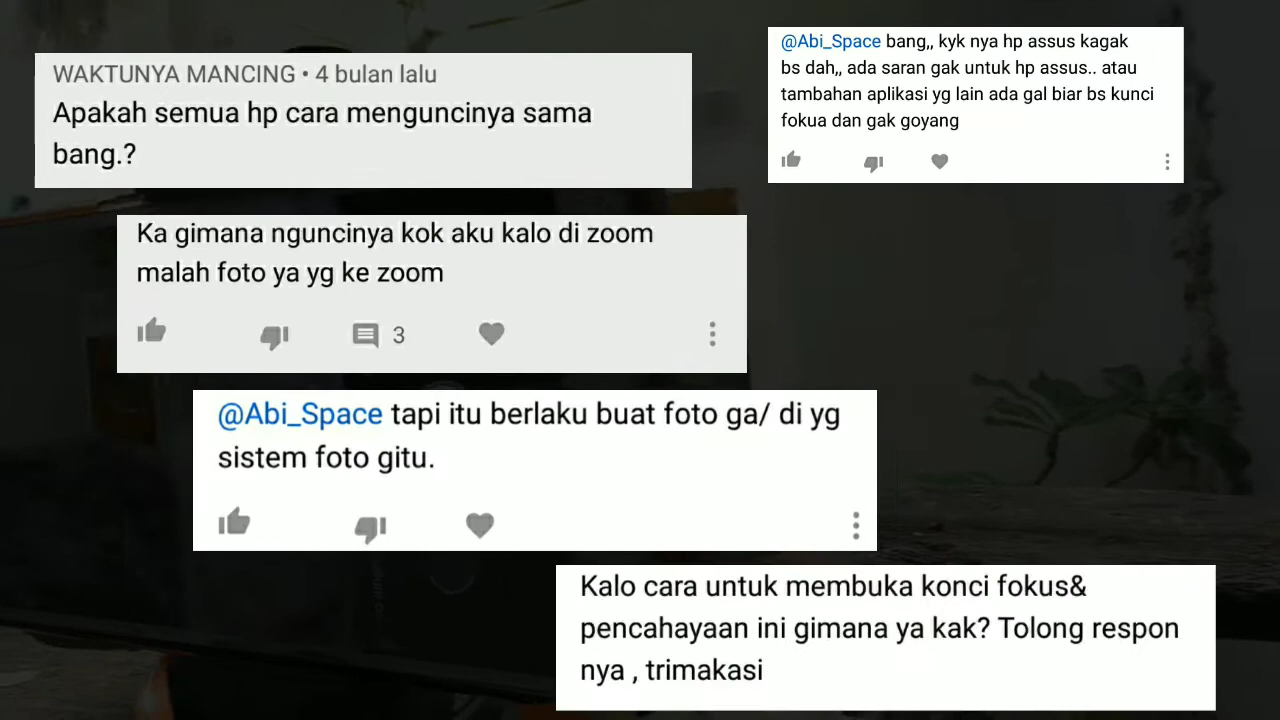 WAKTUNYA MANCING • 4 bulan lalu
Apakah semua hp cara menguncinya sama
bang.?
@Abi_Space bang,, kyk nya hp assus kagak
bs dah,, ada saran gak untuk hp assus.. atau
tambahan aplikasi yg lain ada gal biar bs kunci
fokua dan gak goyang
Ka gimana nguncinya kok aku kalo di zoom
malah foto ya yg ke zoom
3
@Abi_Space tapi itu berlaku buat foto ga/ di yg
sistem foto gitu.
Kalo cara untuk membuka konci fokus&
pencahayaan ini gimana ya kak? Tolong respon
nya , trimakasi